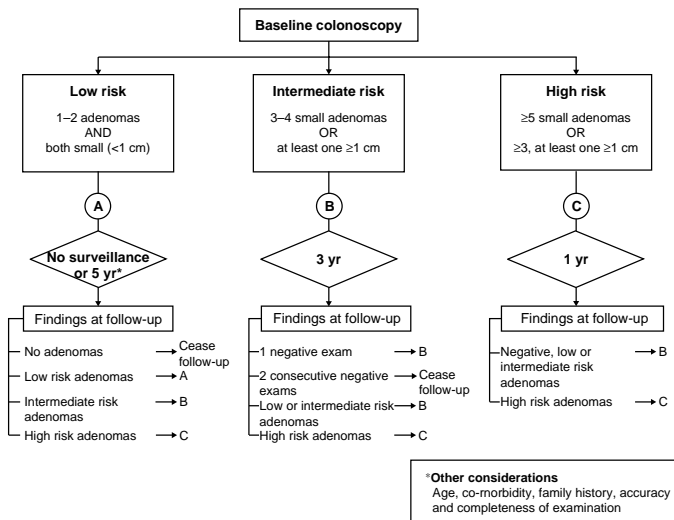 Baseline colonoscopy
Low risk
1–2 adenomas
AND
both small (<1 cm)
A
No surveillance
or 5 yr*
Findings at follow-up
No adenomas
Cease
follow-up
Low risk adenomas
A
Intermediate risk
adenomas
B
High risk adenomas
C
Intermediate risk
3–4 small adenomas
OR
at least one ≥1 cm
B
3 yr
Findings at follow-up
1 negative exam
B
2 consecutive negative
exams
Cease
follow-up
Low or intermediate risk
adenomas
B
High risk adenomas
C
High risk
≥5 small adenomas
OR
≥3, at least one ≥1 cm
C
1 yr
Findings at follow-up
Negative, low or
intermediate risk
adenomas
B
High risk adenomas
C
*Other considerations
Age, co-rnorbidity, family history, accuracy
and completeness of examination